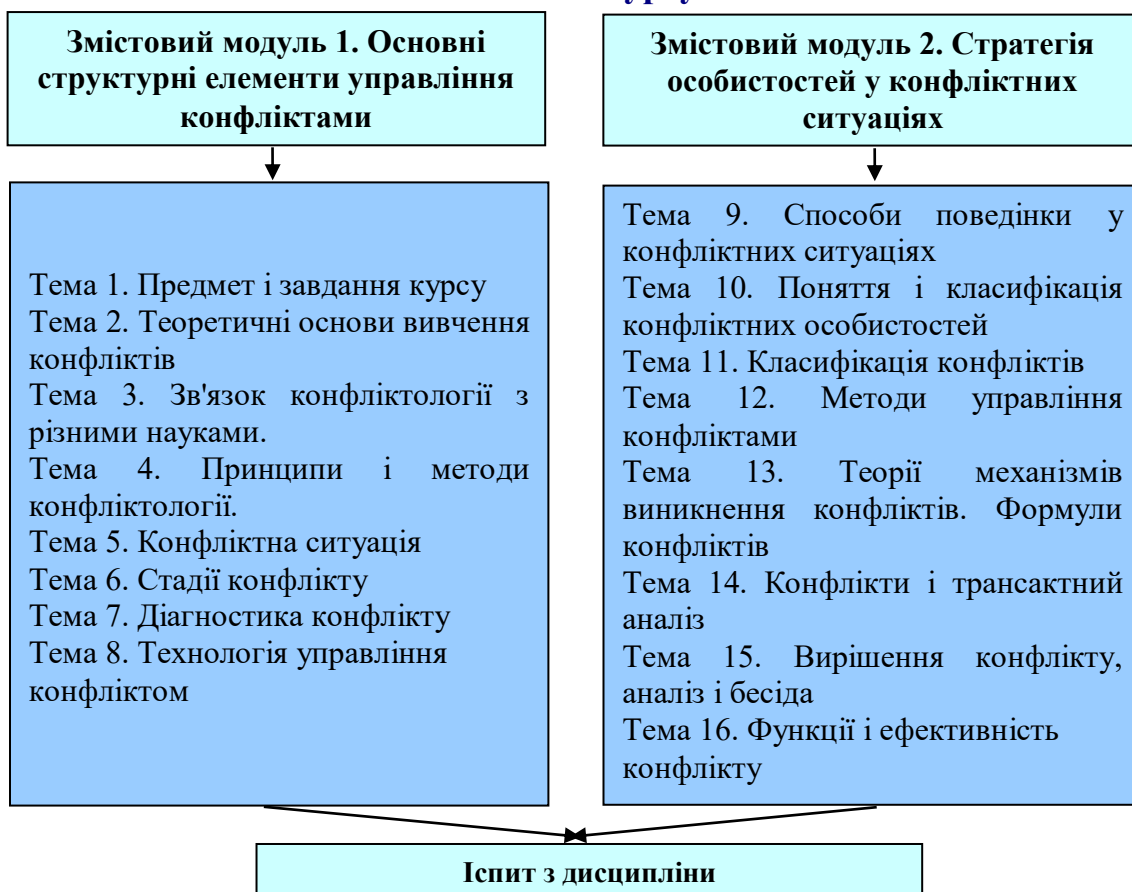 Змістовий модуль 1. Основні
структурні елементи управління
конфліктами
Тема 1. Предмет і завдання курсу
Тема 2. Теоретичні основи вивчення
конфліктів
Тема 3. Зв'язок конфліктології з
різними науками.
Тема 4. Принципи і методи
конфліктології.
Тема 5. Конфліктна ситуація
Тема 6. Стадії конфлікту
Тема 7. Діагностика конфлікту
Тема 8. Технологія управління
конфліктом
Змістовий модуль 2. Стратегія
особистостей у конфліктних
ситуаціях
Тема 9. Способи поведінки у
конфліктних ситуаціях
Тема 10. Поняття і класифікація
конфліктних особистостей
Тема 11. Класифікація конфліктів
Тема 12. Методи управління
конфліктами
Тема 13. Теорії механізмів
виникнення конфліктів. Формули
конфліктів
Тема 14. Конфлікти і трансактний
аналіз
Тема 15. Вирішення конфлікту,
аналіз і бесіда
Тема 16. Функції і ефективність
конфлікту
Іспит з дисципліни